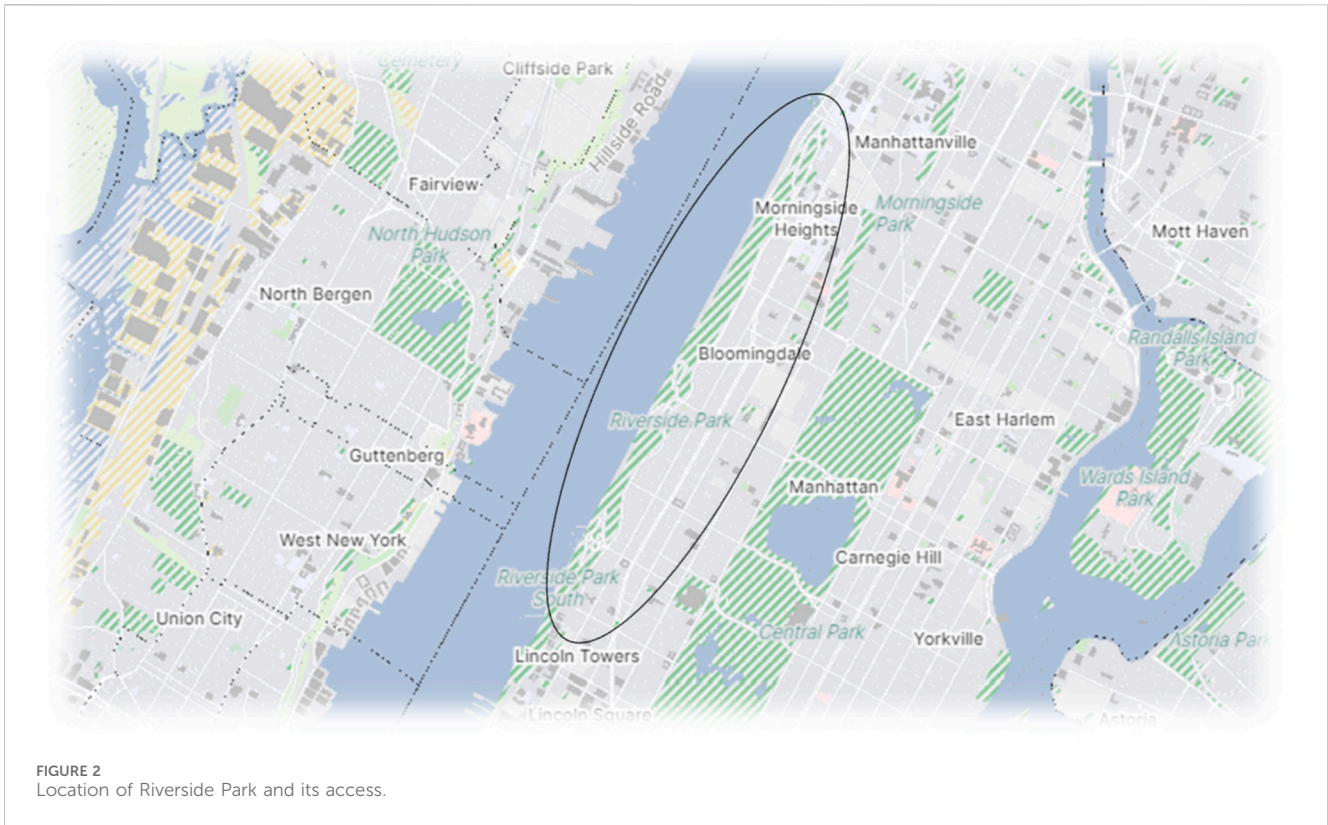 Cemetery
Cliffside Park
Hillside Road
Manhattanville
Fairview
Morningside
Heights
Morningside
Park
North Hudson
Park
Mott Haven
North Bergen
Randalls Island
Park
Bloomingdale
Riverside Park
East Harlem
Guttenberg
Manhattan
Wards Island
Park
West New York
Carnegie Hill
Riverside Park
South
Union City
Central Park
Yorkville
Astoria Park
Lincoln Towers
Lincoln Square
Astoria
FIGURE 2
Location of Riverside Park and its access.